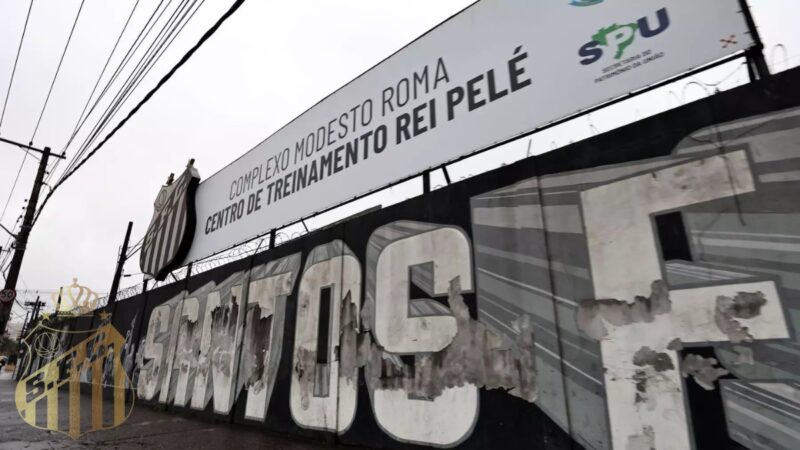 SPU
SECRETARIA DO
PATRIMÔNIO DA UNIÃO
COMPLEXO MODESTO ROMA
CENTRO DE TREINAMENTO REI PELÉ
SANTOS F